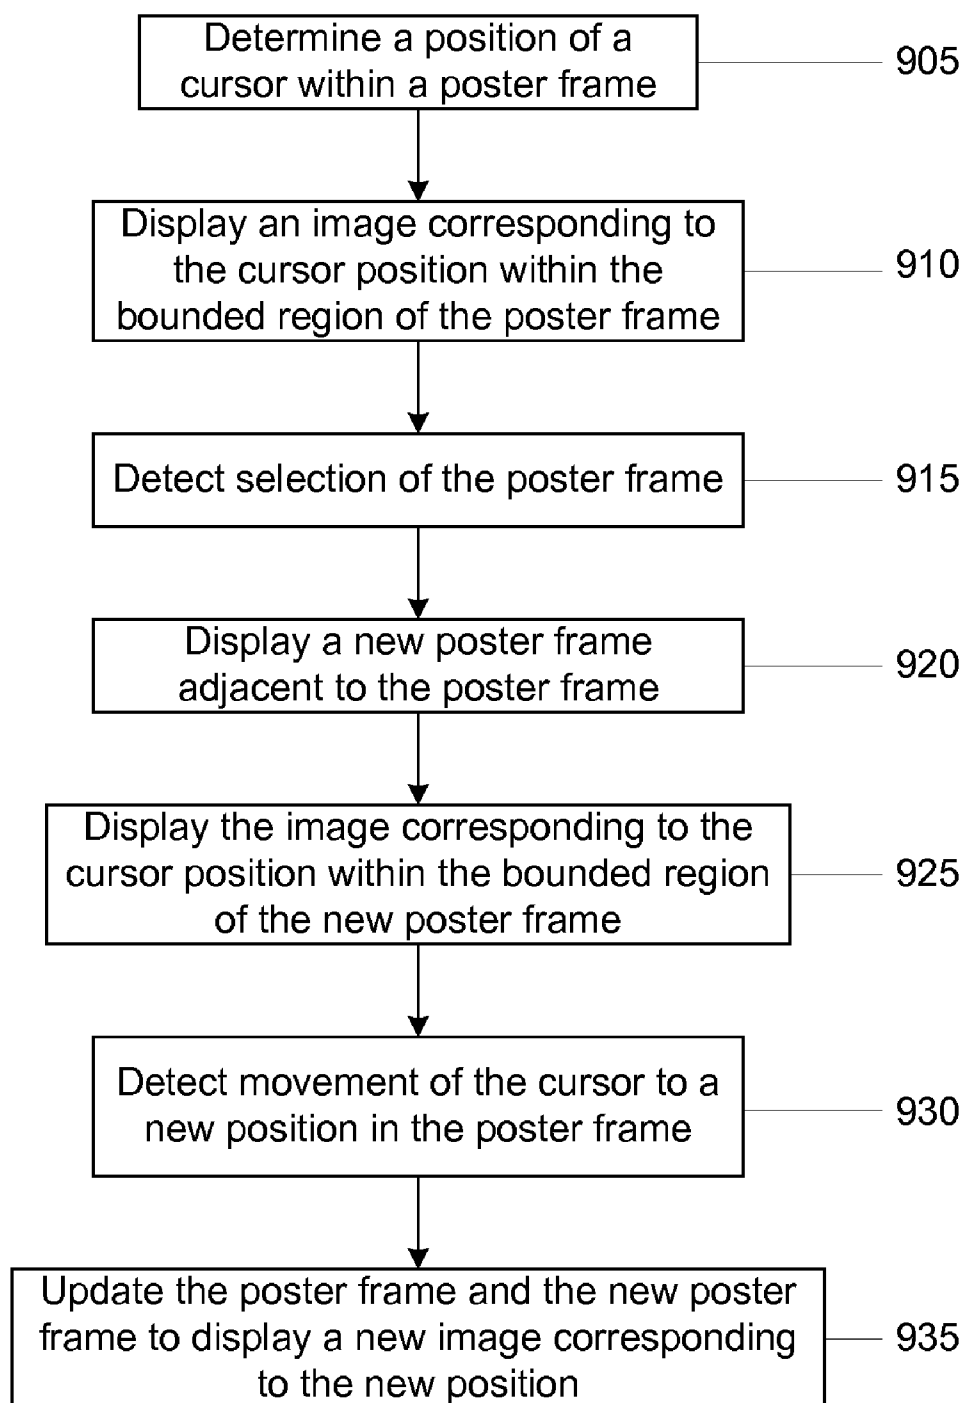 Determine a position of a
cursor within a poster frame
905
Display an image corresponding to
the cursor position within the
bounded region of the poster frame
910
Detect selection of the poster frame
915
Display a new poster frame
adjacent to the poster frame
920
Display the image corresponding to the
cursor position within the bounded region
of the new poster frame
925
Detect movement of the cursor to a
new position in the poster frame
930
Update the poster frame and the new poster
frame to display a new image corresponding
to the new position
935